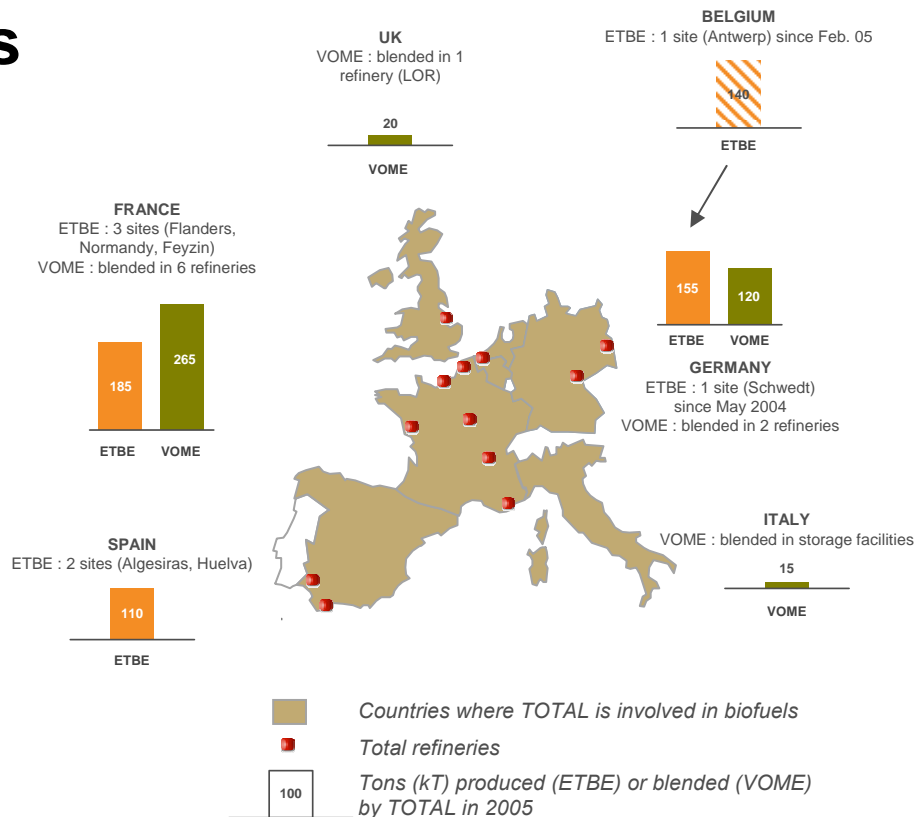 s
UK
VOME : blended in 1
refinery (LOR)
20
VOME
BELGIUM
ETBE : 1 site (Antwerp) since Feb. 05
140
ETBE
FRANCE
ETBE : 3 sites (Flanders,
Normandy, Feyzin)
VOME : blended in 6 refineries
185
265
ETBE VOME
155
120
ETBE VOME
GERMANY
ETBE : 1 site (Schwedt)
since May 2004
VOME : blended in 2 refineries
SPAIN
ETBE : 2 sites (Algesiras, Huelva)
110
ETBE
ITALY
VOME : blended in storage facilities
15
VOME
Countries where TOTAL is involved in biofuels
Total refineries
100
Tons (kT) produced (ETBE) or blended (VOME)
by TOTAL in 2005